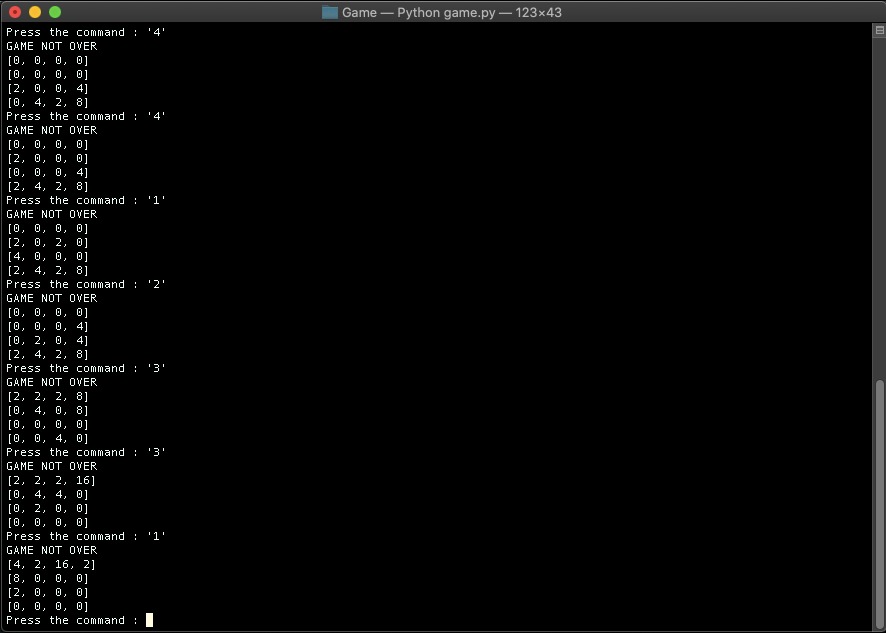 Game — Python game.py — 123×43
Press the command : '4'
GAME NOT OVER
[0, 0, 0, 0]
[0, 0, 0, 0]
[2, 0, 0, 4]
[0, 4, 2, 8]
Press the command : '4'
GAME NOT OVER
[0, 0, 0, 0]
[2, 0, 0, 0]
[0, 0, 0, 4]
[2, 4, 2, 8]
Press the command : '1'
GAME NOT OVER
[0, 0, 0, 0]
[2, 0, 2, 0]
[4, 0, 0, 0]
[2, 4, 2, 8]
Press the command : '2'
GAME NOT OVER
[0, 0, 0, 0]
[0, 0, 0, 4]
[0, 2, 0, 4]
[2, 4, 2, 8]
Press the command : '3'
GAME NOT OVER
[2, 2, 2, 8]
[0, 4, 0, 8]
[0, 0, 0, 0]
[0, 0, 4, 0]
Press the command : '3'
GAME NOT OVER
[2, 2, 2, 16]
[0, 4, 4, 0]
[0, 2, 0, 0]
[0, 0, 0, 0]
Press the command : '1'
GAME NOT OVER
[4, 2, 16, 2]
[8, 0, 0, 0]
[2, 0, 0, 0]
[0, 0, 0, 0]
Press the command :